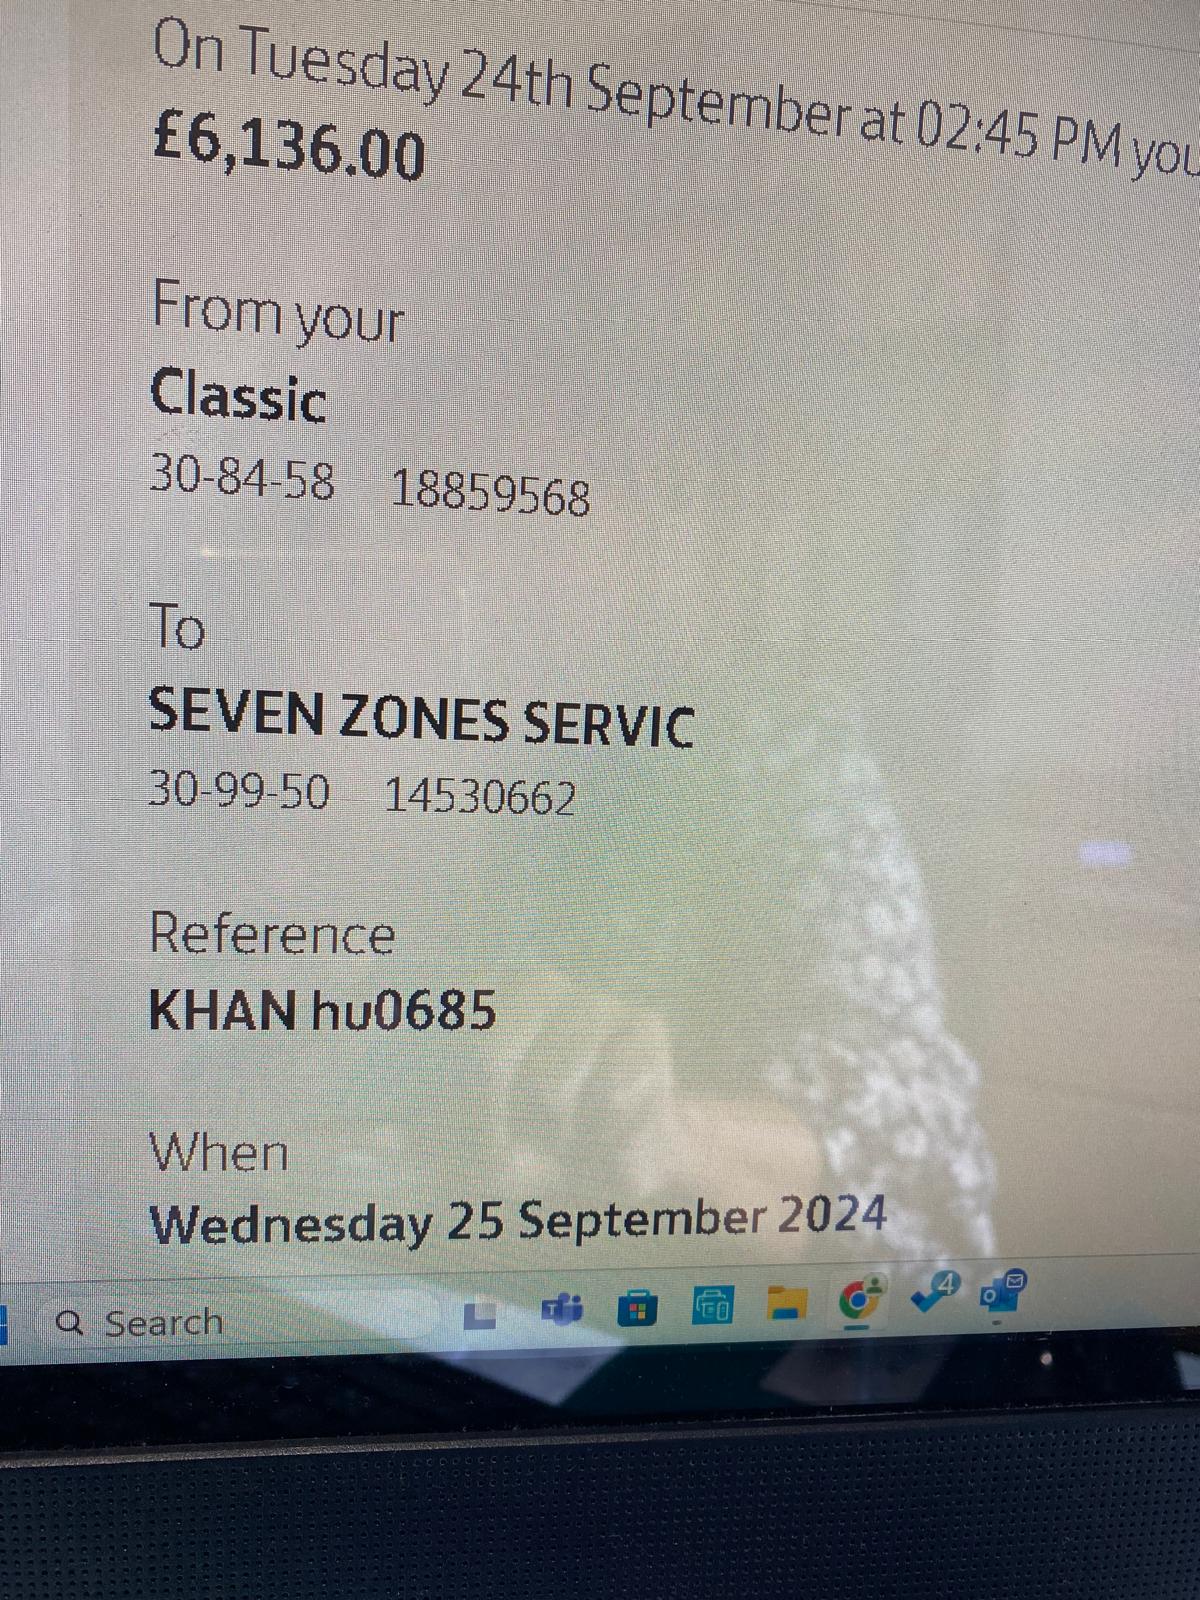 On Tuesday 24th September at 02:45 PM you
£6,136.00
From your
Classic
30-84-58 18859568
To
SEVEN ZONES SERVIC
30-99-50 14530662
Reference
KHAN hu0685
When
Wednesday 25 September 2024
Search
4